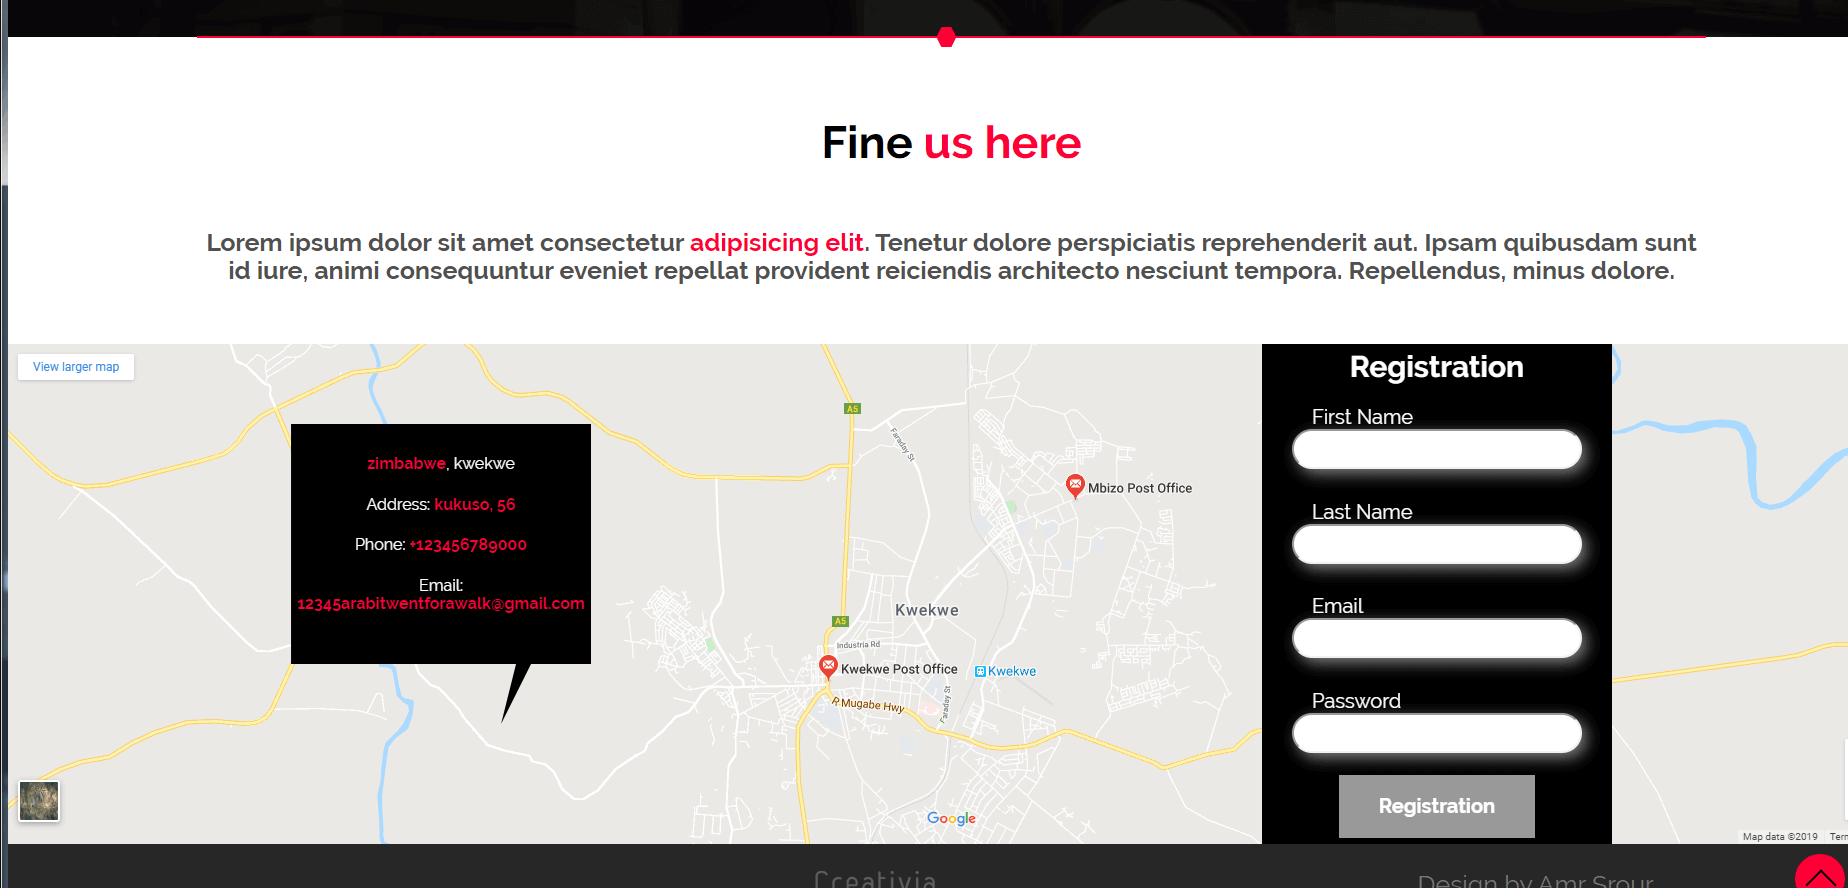 Fine us here
Lorem ipsum dolor sit amet consectetur adipisicing elit. Tenetur dolore perspiciatis reprehenderit aut. Ipsam quibusdam sunt
id iure, animi consequuntur eveniet repellat provident reiciendis architecto nesciunt tempora. Repellendus, minus dolore.
View larger map
zimbabwe, kwekwe
Address: kukuso, 56
Phone: +123456789000
Email:
12345arabitwentforawalk@gmail.com
A5
Faraday St
Mbizo Post Office
Kwekwe
A5
Industria Rd
Kwekwe Post Office
Kwekwe
R Mugabe Hwy
Faraday St
Google
Registration
First Name
Last Name
Email
Password
Registration
Map data ©2019
Creativia
Design by Amr Srour